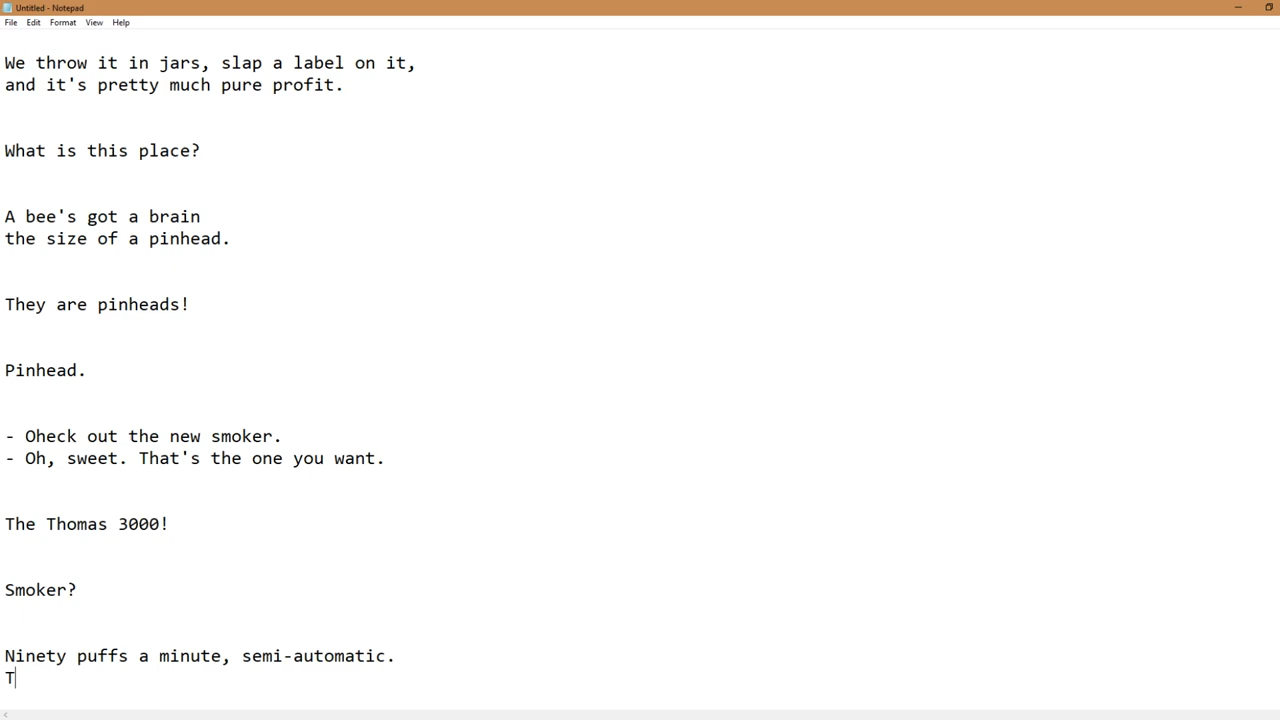 Untitled - Notepad
File Edit Format View Help
We throw it in jars, slap a label on it,
and it's pretty much pure profit.
What is this place?
A bee's got a brain
the size of a pinhead.
They are pinheads!
Pinhead.
- Oheck out the new smoker.
- Oh, sweet. That's the one you want.
The Thomas 3000!
Smoker?
Ninety puffs a minute, semi-automatic.
T